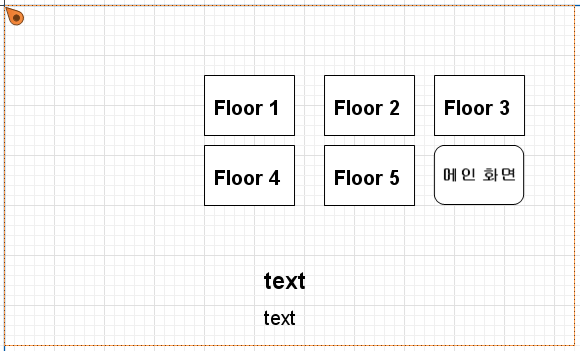 Floor 1 Floor 2 Floor 3
Floor 4 Floor 5 메인 화면
text
text